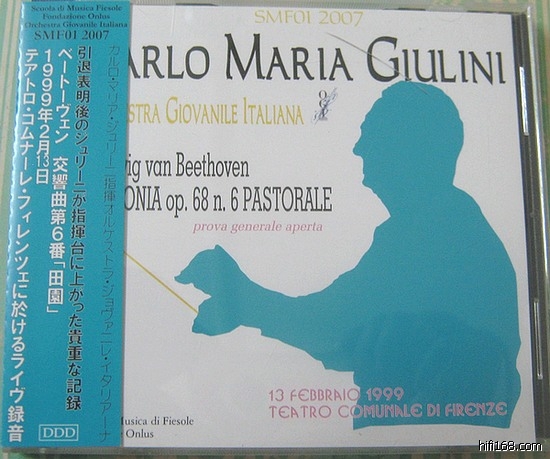 Scuola di Musica Fiesole
Fondazione Onlus
Orchestra Giovanile Italiana
SMF01 2007
カルロ・マリア・ジュリーニ指揮オルケストラ・ジョヴァニーレ・イタリアーナ
引退表明後のジュリーニが指揮台に上がった貴重な記録
ベートーヴェン 交響曲第6番「田園」
1999年2月13日
テアトロ・コムナーレ・フィレンツェに於けるライヴ録音
DDD
SMF01 2007
ARLO MARIA GIULINI
STRA GIOVANILE ITALIANA
ig van Beethoven
ONIA op. 68 n. 6 PASTORALE
prova generale aperta
13 FEBBRAIO 1999
TEATRO COMUNALE DI FIRENZE
Musica di Fiesole
Onlus
hifi168.com